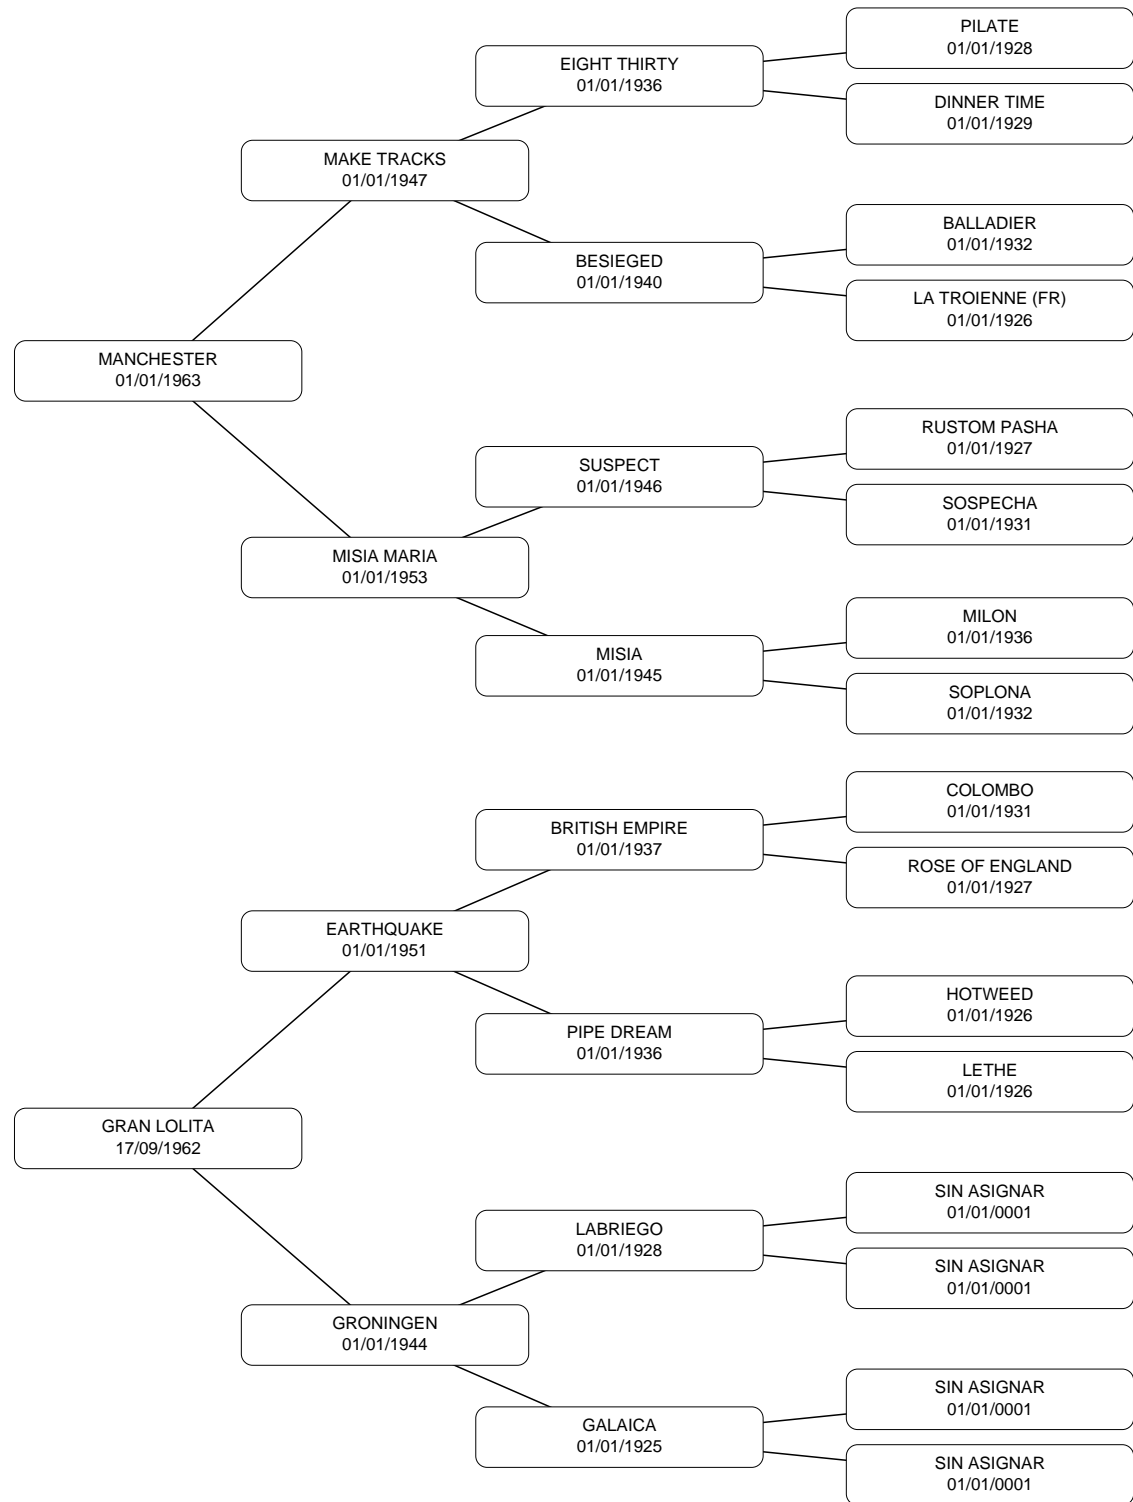 PILATE
01/01/1928
EIGHT THIRTY
01/01/1936
DINNER TIME
01/01/1929
MAKE TRACKS
01/01/1947
BALLADIER
01/01/1932
BESIEGED
01/01/1940
LA TROIENNE (FR)
01/01/1926
MANCHESTER
01/01/1963
RUSTOM PASHA
01/01/1927
SUSPECT
01/01/1946
SOSPECHA
01/01/1931
MISIA MARIA
01/01/1953
MILON
01/01/1936
MISIA
01/01/1945
SOPLONA
01/01/1932
COLOMBO
01/01/1931
BRITISH EMPIRE
01/01/1937
ROSE OF ENGLAND
01/01/1927
EARTHQUAKE
01/01/1951
HOTWEED
01/01/1926
PIPE DREAM
01/01/1936
LETHE
01/01/1926
GRAN LOLITA
17/09/1962
SIN ASIGNAR
01/01/0001
LABRIEGO
01/01/1928
SIN ASIGNAR
01/01/0001
GRONINGEN
01/01/1944
SIN ASIGNAR
01/01/0001
GALAICA
01/01/1925
SIN ASIGNAR
01/01/0001